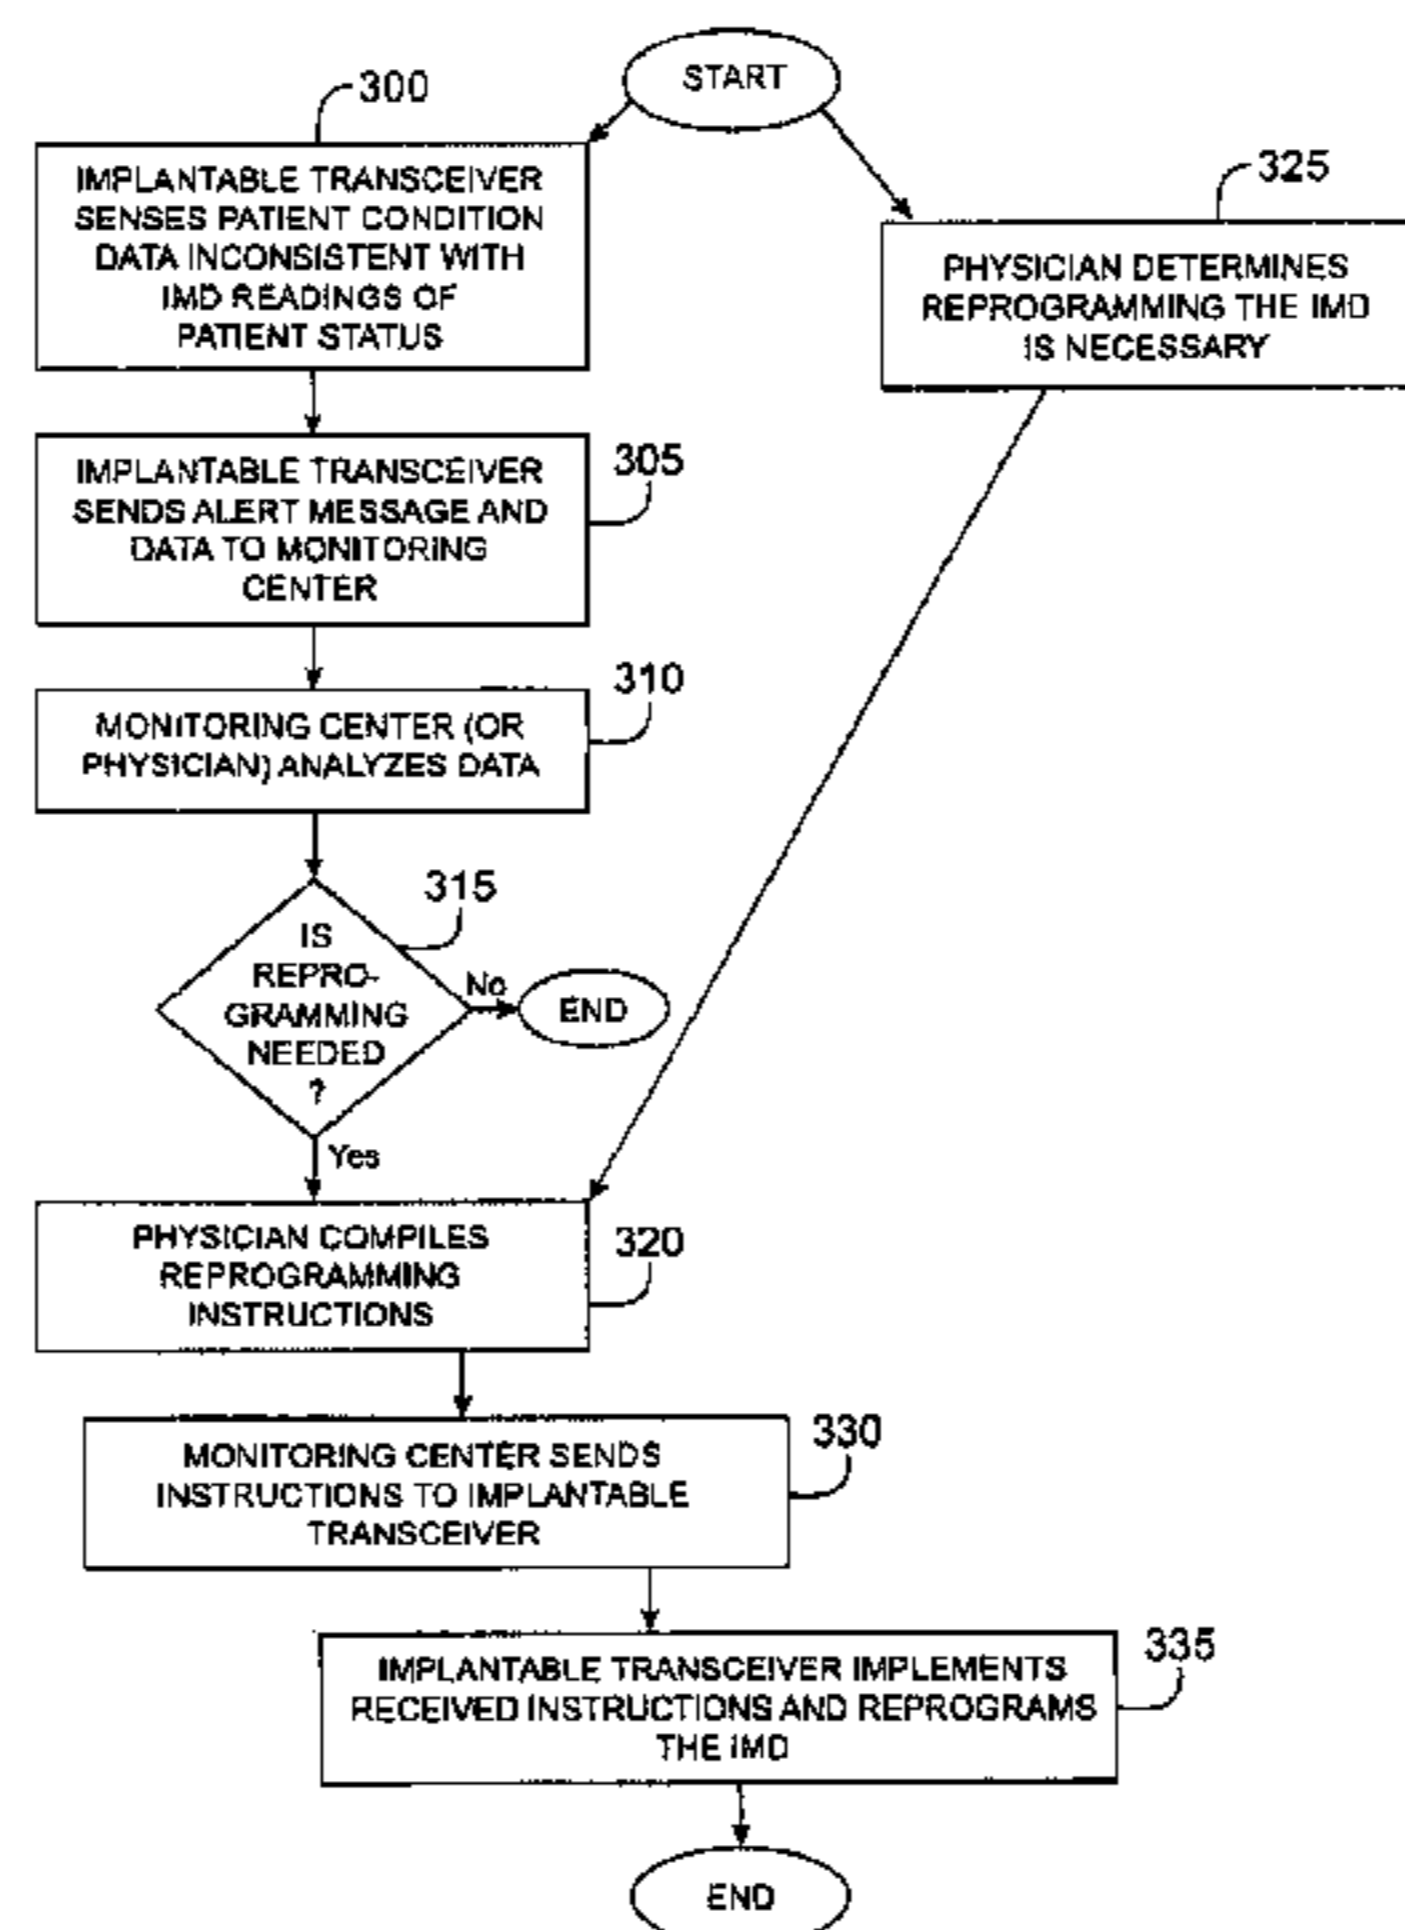 START
300
IMPLANTABLE TRANSCEIVER
SENSES PATIENT CONDITION
DATA INCONSISTENT WITH
IMD READINGS OF
PATIENT STATUS
325
PHYSICIAN DETERMINES
REPROGRAMMING THE IMD
IS NECESSARY
305
IMPLANTABLE TRANSCEIVER
SENDS ALERT MESSAGE AND
DATA TO MONITORING
CENTER
310
MONITORING CENTER (OR
PHYSICIAN) ANALYZES DATA
315
IS
REPRO-
GRAMMING
NEEDED
?
No
END
Yes
PHYSICIAN COMPILES
REPROGRAMMING
INSTRUCTIONS
320
MONITORING CENTER SENDS
INSTRUCTIONS TO IMPLANTABLE
TRANSCEIVER
330
IMPLANTABLE TRANSCEIVER IMPLEMENTS
RECEIVED INSTRUCTIONS AND REPROGRAMS
THE IMD
335
END